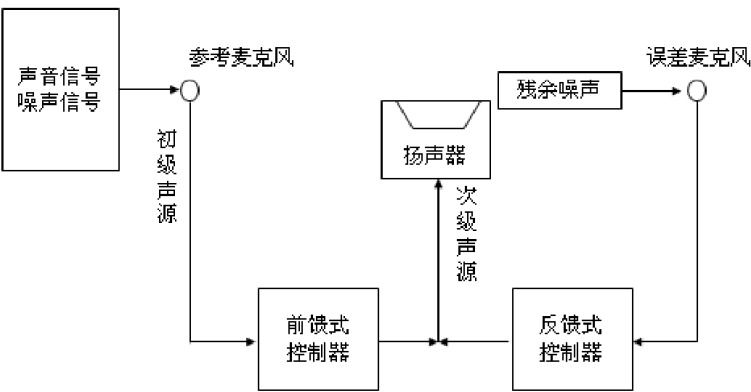 声音信号
噪声信号
参考麦克风
误差麦克风
残余噪声
扬声器
初级声源
次级声源
前馈式
控制器
反馈式
控制器